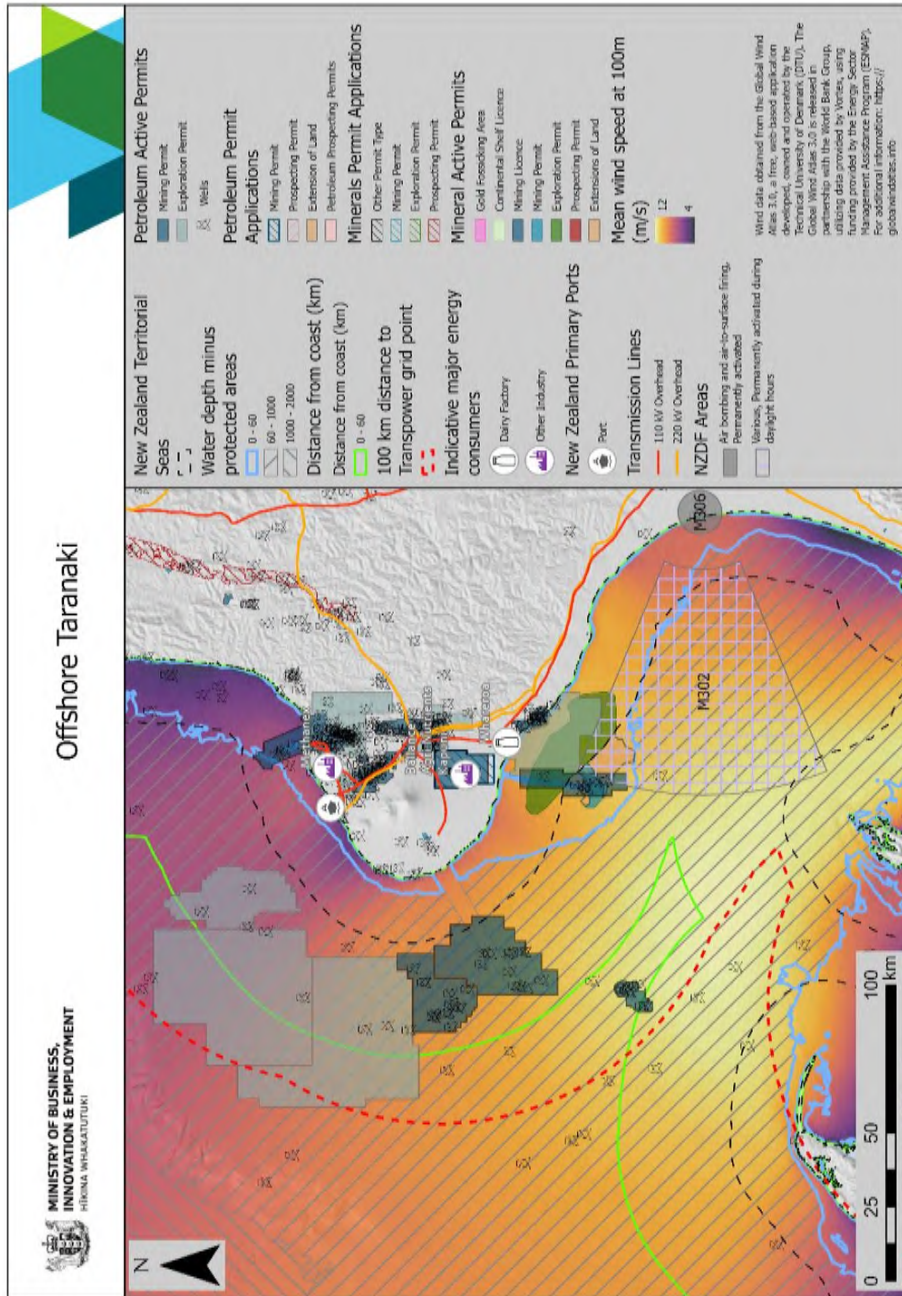 MINISTRY OF BUSINESS,
INNOVATION & EMPLOYMENT
HĪKINA WHAKATUTUKI
Offshore Taranaki
N
Methanex
Ballance
Kapuni
Whareroa
M302
M306
0
25
50
100
km
New Zealand Territorial
Seas
Water depth minus
protected areas
0 - 60
60 - 1000
1000 - 2000
Distance from coast (km)
Distance from coast (km)
0 - 60
100 km distance to
Transpower grid point
Indicative major energy
consumers
Dairy Factory
Other Industry
New Zealand Primary Ports
Port
Transmission Lines
110 kV Overhead
220 kV Overhead
NZDF Areas
Air bombing and air-to-surface firing,
Permanently activated
Various, Permanently activated during
daylight hours
Petroleum Active Permits
Mining Permit
Exploration Permit
Wells
Petroleum Permit
Applications
Mining Permit
Prospecting Permit
Extension of Land
Petroleum Prospecting Permits
Minerals Permit Applications
Other Permit Type
Mining Permit
Exploration Permit
Prospecting Permit
Mineral Active Permits
Gold Fossicking Area
Continental Shelf Licence
Mining Licence
Mining Permit
Exploration Permit
Prospecting Permit
Extensions of Land
Mean wind speed at 100m
(m/s)
12
4
Wind data obtained from the Global Wind
Atlas 3.0, a free, web-based application
developed, owned and operated by the
Technical University of Denmark (DTU). The
Global Wind Atlas 3.0 is released in
partnership with the World Bank Group,
utilizing data provided by Vortex, using
funding provided by the Energy Sector
Management Assistance Program (ESMAP).
For additional information: https://
globalwindatlas.info